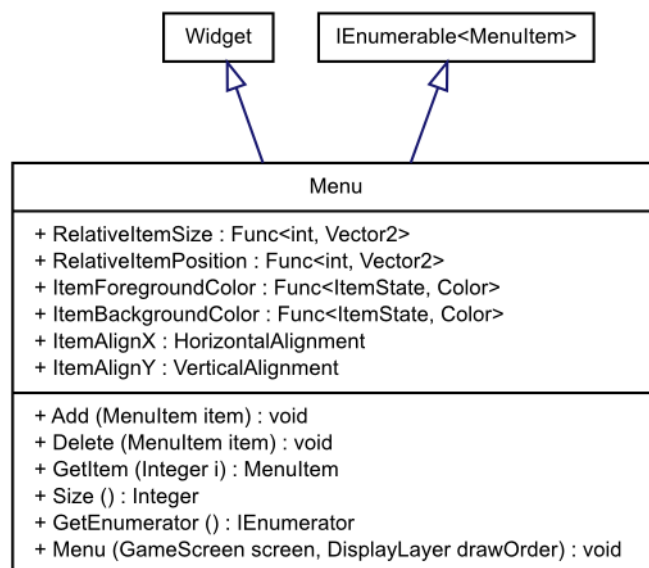 Widget
IEnumerable<MenuItem>
Menu
+ RelativeItemSize : Func<int, Vector2>
+ RelativeItemPosition : Func<int, Vector2>
+ ItemForegroundColor : Func<ItemState, Color>
+ ItemBackgroundColor : Func<ItemState, Color>
+ ItemAlignX : HorizontalAlignment
+ ItemAlignY : VerticalAlignment
+ Add (MenuItem item) : void
+ Delete (MenuItem item) : void
+ GetItem (Integer i) : MenuItem
+ Size () : Integer
+ GetEnumerator () : IEnumerator
+ Menu (GameScreen screen, DisplayLayer drawOrder) : void